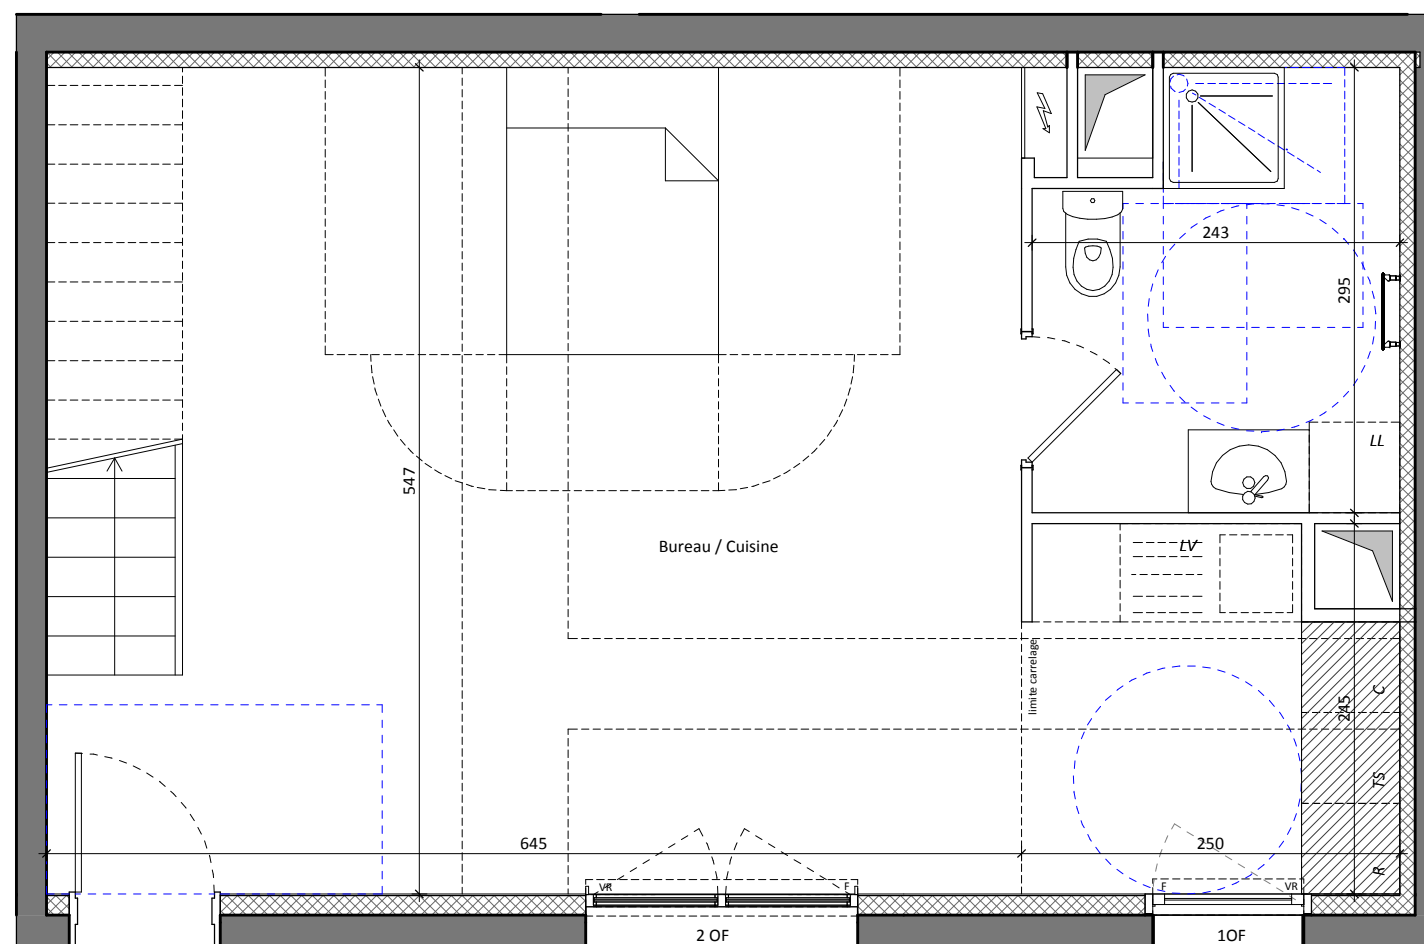 243
295
LL
547
Bureau / Cuisine
LV
limite carrelage
C
245
TS
645
250
R
VR
F
F
VR
2 OF
1OF